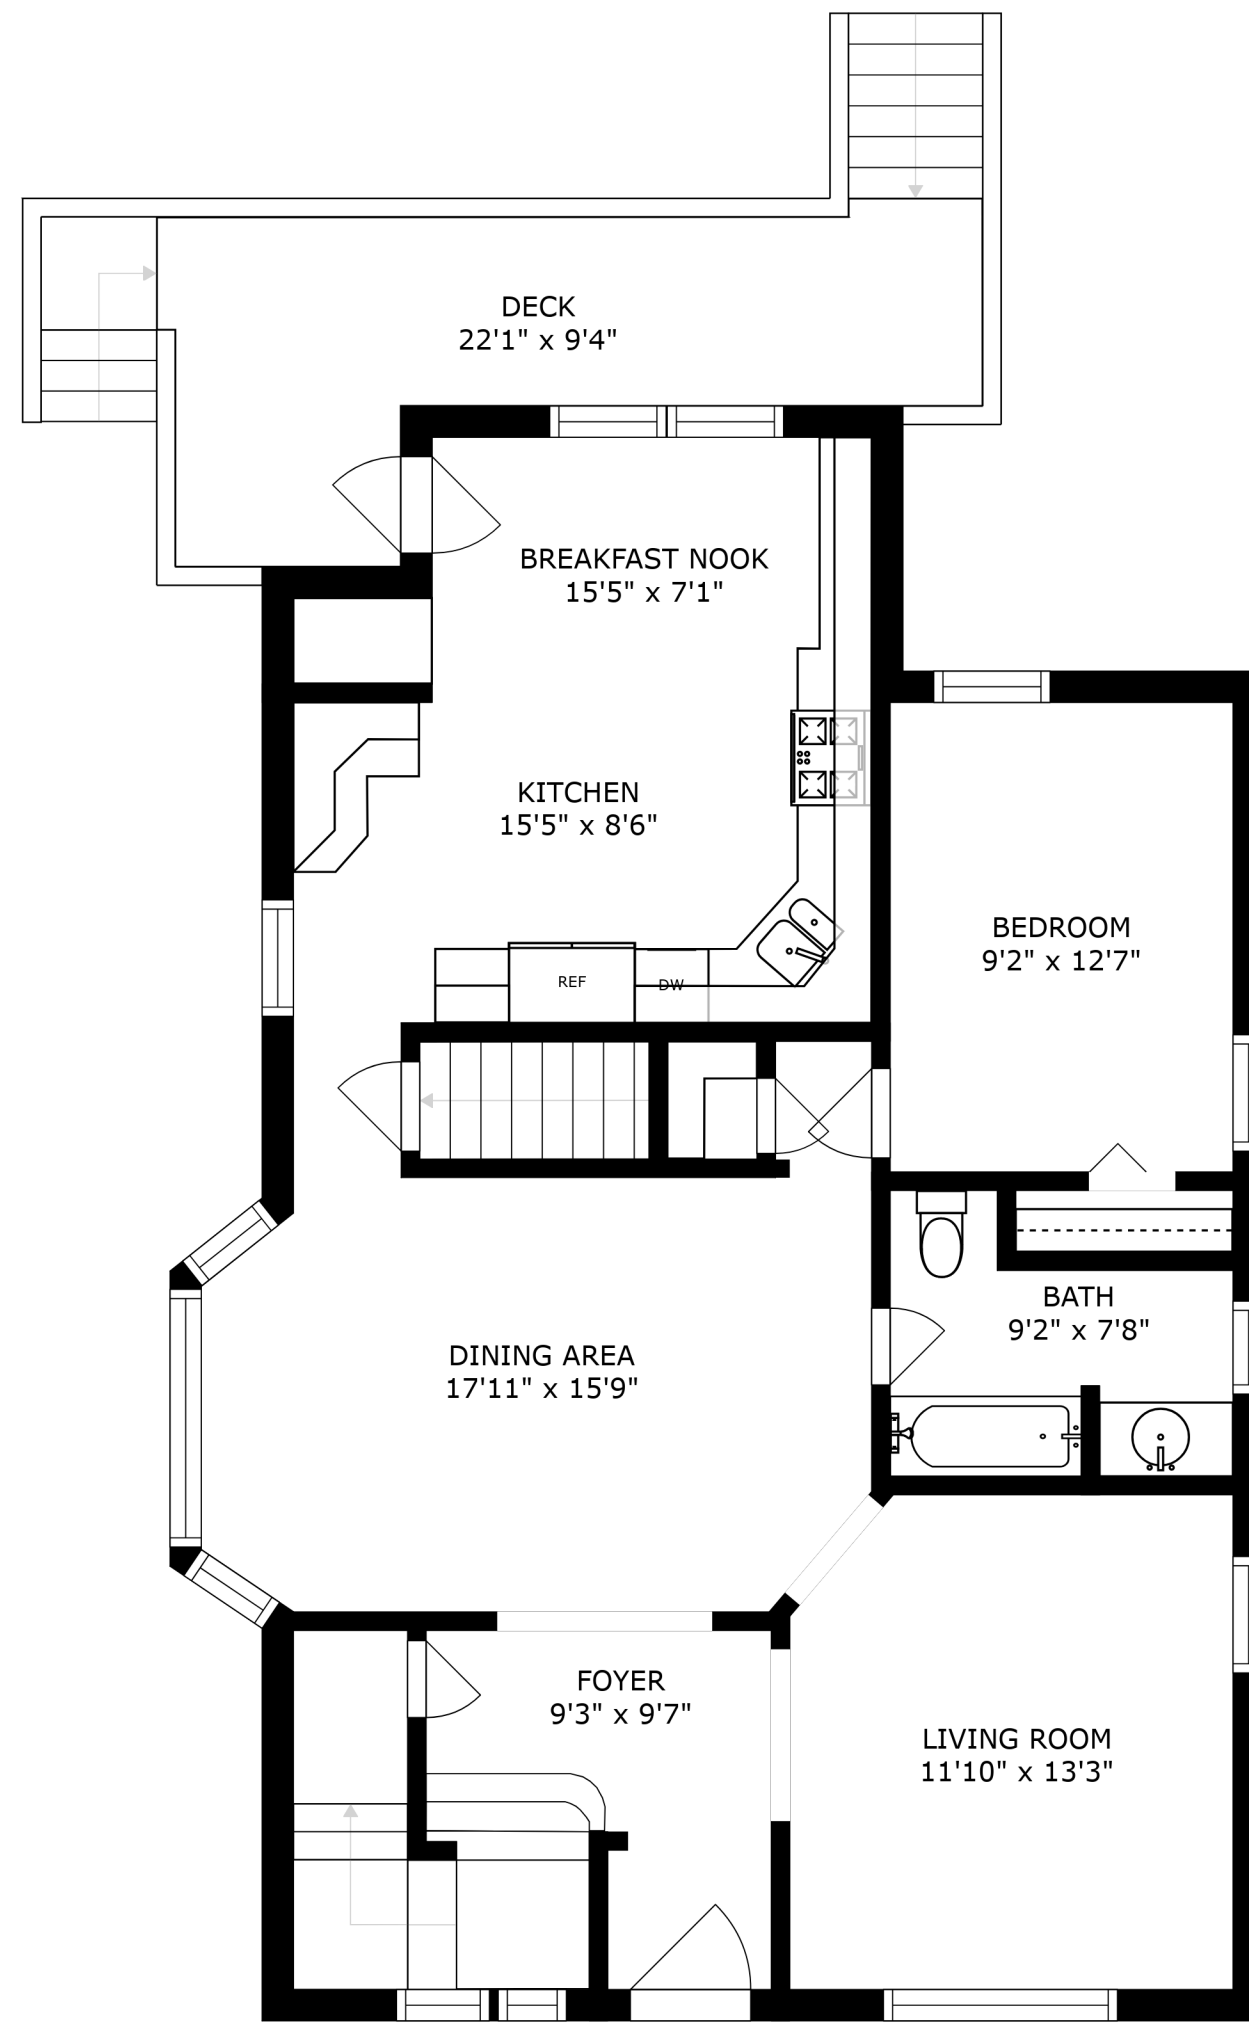 DECK
22'1" x 9'4"
BREAKFAST NOOK
15'5" x 7'1"
KITCHEN
15'5" x 8'6"
BEDROOM
9'2" x 12'7"
REF
DW
BATH
9'2" x 7'8"
DINING AREA
17'11" x 15'9"
FOYER
9'3" x 9'7"
LIVING ROOM
11'10" x 13'3"